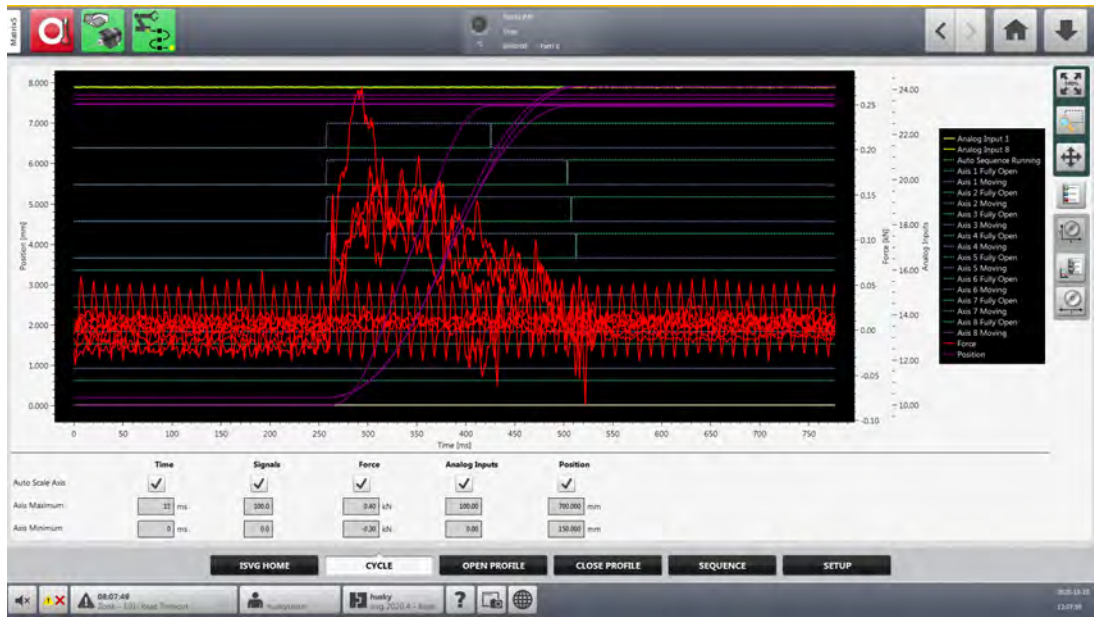 Matrix5
°C
8.000
7.000
6.000
5.000
4.000
3.000
2.000
1.000
0.000
Position [mm]
0.25
0.20
0.15
0.10
0.05
0.00
-0.05
-0.10
Force [kN]
24.00
22.00
20.00
18.00
16.00
14.00
12.00
10.00
Analog Inputs
0 50 100 150 200 250 300 350 400 450 500 550 600 650 700 750
Time [ms]
Analog Input 1
Analog Input 8
Auto Sequence Running
Axis 1 Fully Open
Axis 1 Moving
Axis 2 Fully Open
Axis 2 Moving
Axis 3 Fully Open
Axis 3 Moving
Axis 4 Fully Open
Axis 4 Moving
Axis 5 Fully Open
Axis 5 Moving
Axis 6 Fully Open
Axis 6 Moving
Axis 7 Fully Open
Axis 7 Moving
Axis 8 Fully Open
Axis 8 Moving
Force
Position
100%
Time Signals Force Analog Inputs Position
Auto Scale Axis
Axis Maximum ms 100.0 0.40 kN 100.00 700.000 mm
Axis Minimum 0 ms 0.0 -0.30 kN 0.00 150.000 mm
ISVG HOME CYCLE OPEN PROFILE CLOSE PROFILE SEQUENCE SETUP
08:07:49
husky
?